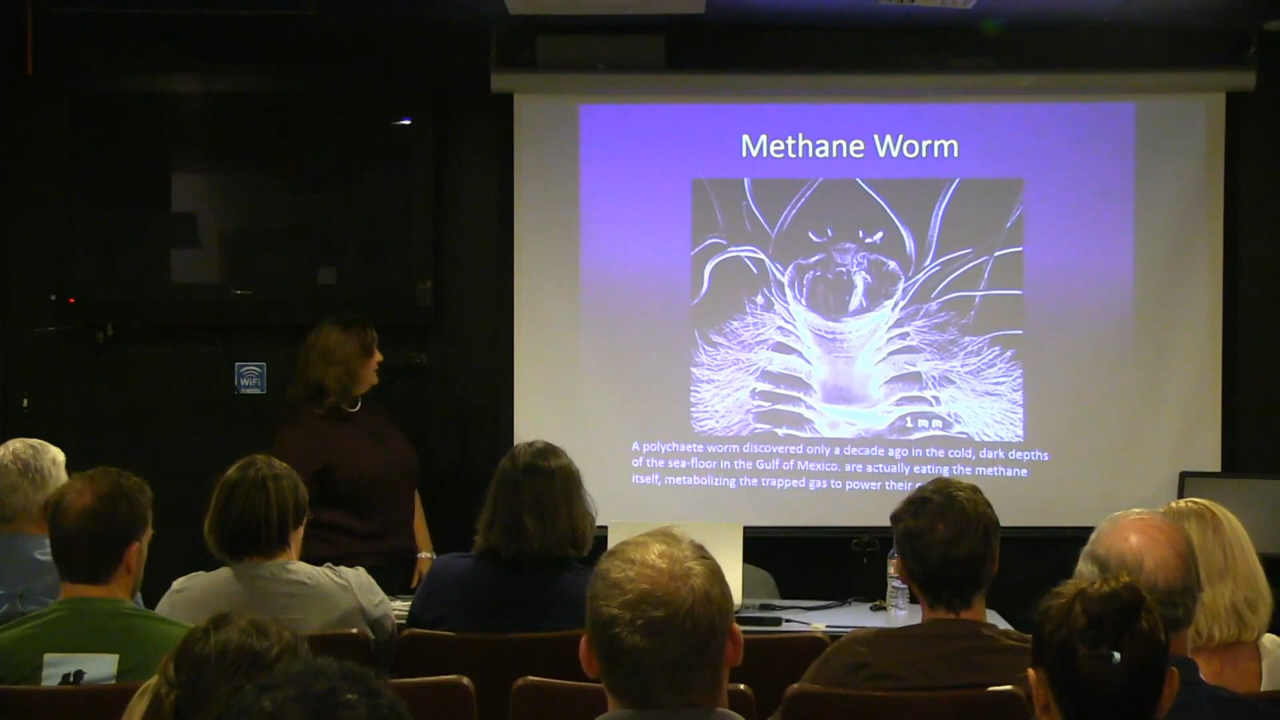 Methane Worm
1 mm
A polychaete worm discovered only a decade ago in the cold, dark depths
of the sea-floor in the Gulf of Mexico. are actually eating the methane
itself, metabolizing the trapped gas to power their
WiFi